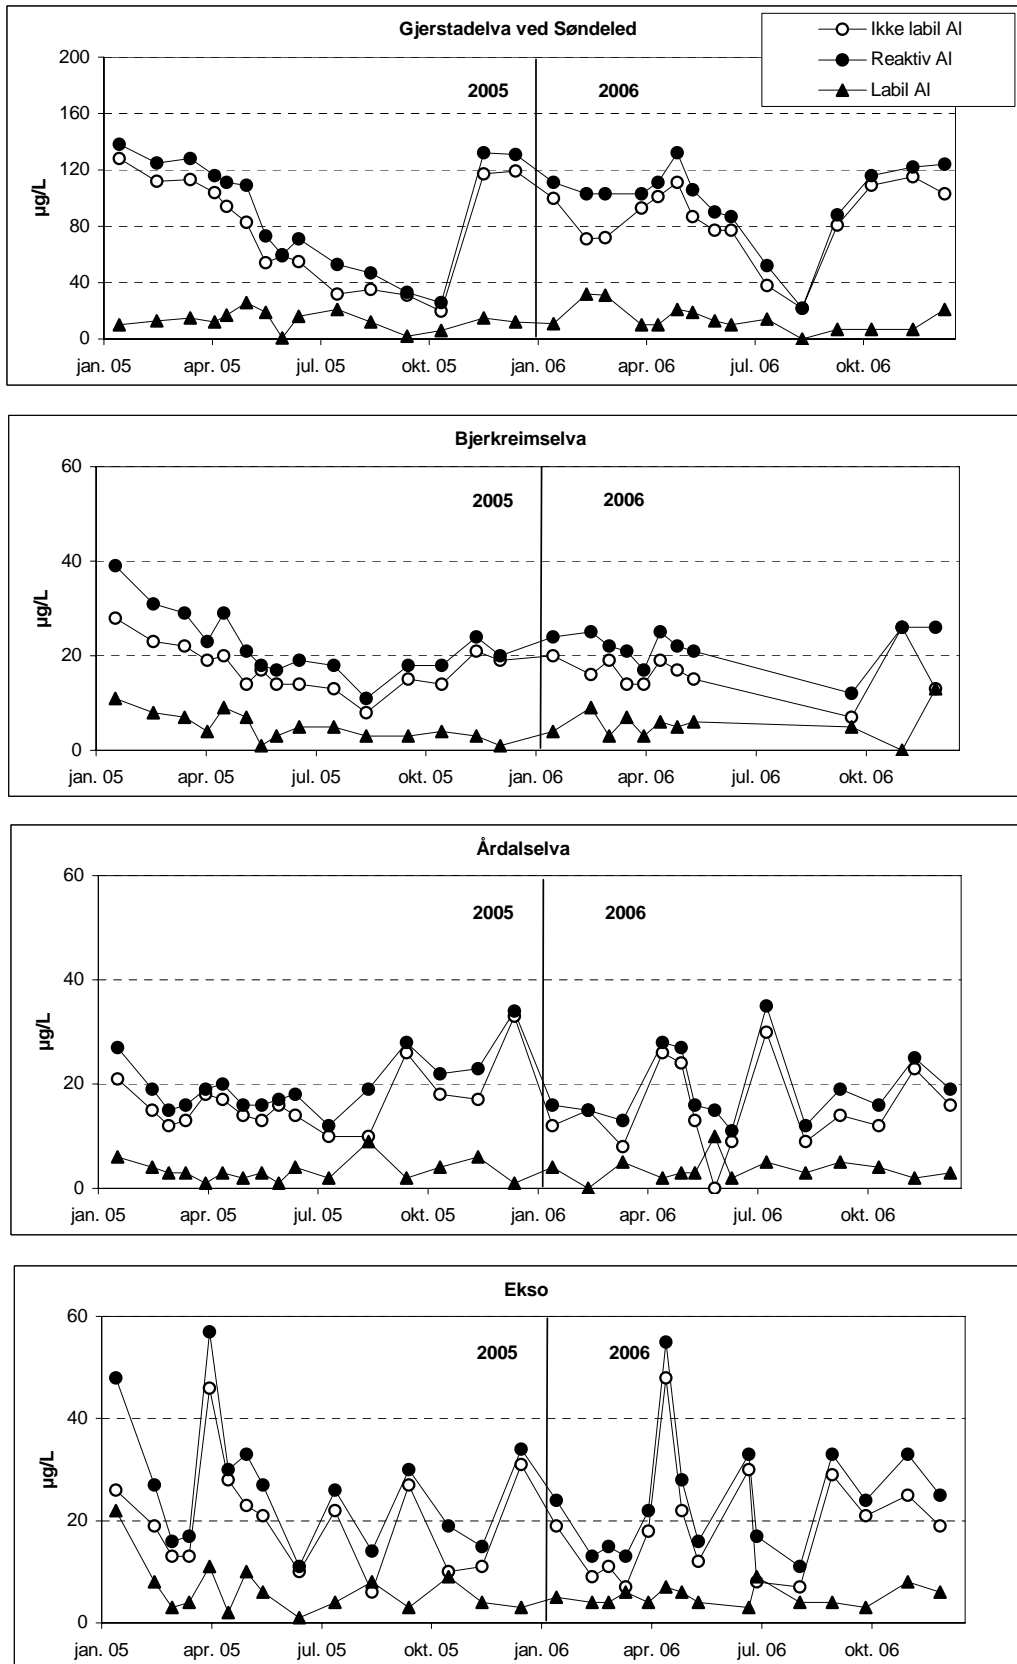 Gjerstadelva ved Søndeled
Ikke labil Al
Reaktiv Al
Labil Al
2005
2006
µg/L
200
160
120
80
40
0
jan. 05 apr. 05 jul. 05 okt. 05 jan. 06 apr. 06 jul. 06 okt. 06
Bjerkreimselva
2005
2006
µg/L
60
40
20
0
jan. 05 apr. 05 jul. 05 okt. 05 jan. 06 apr. 06 jul. 06 okt. 06
Årdalselva
2005
2006
µg/L
60
40
20
0
jan. 05 apr. 05 jul. 05 okt. 05 jan. 06 apr. 06 jul. 06 okt. 06
Ekso
2005
2006
µg/L
60
40
20
0
jan. 05 apr. 05 jul. 05 okt. 05 jan. 06 apr. 06 jul. 06 okt. 06